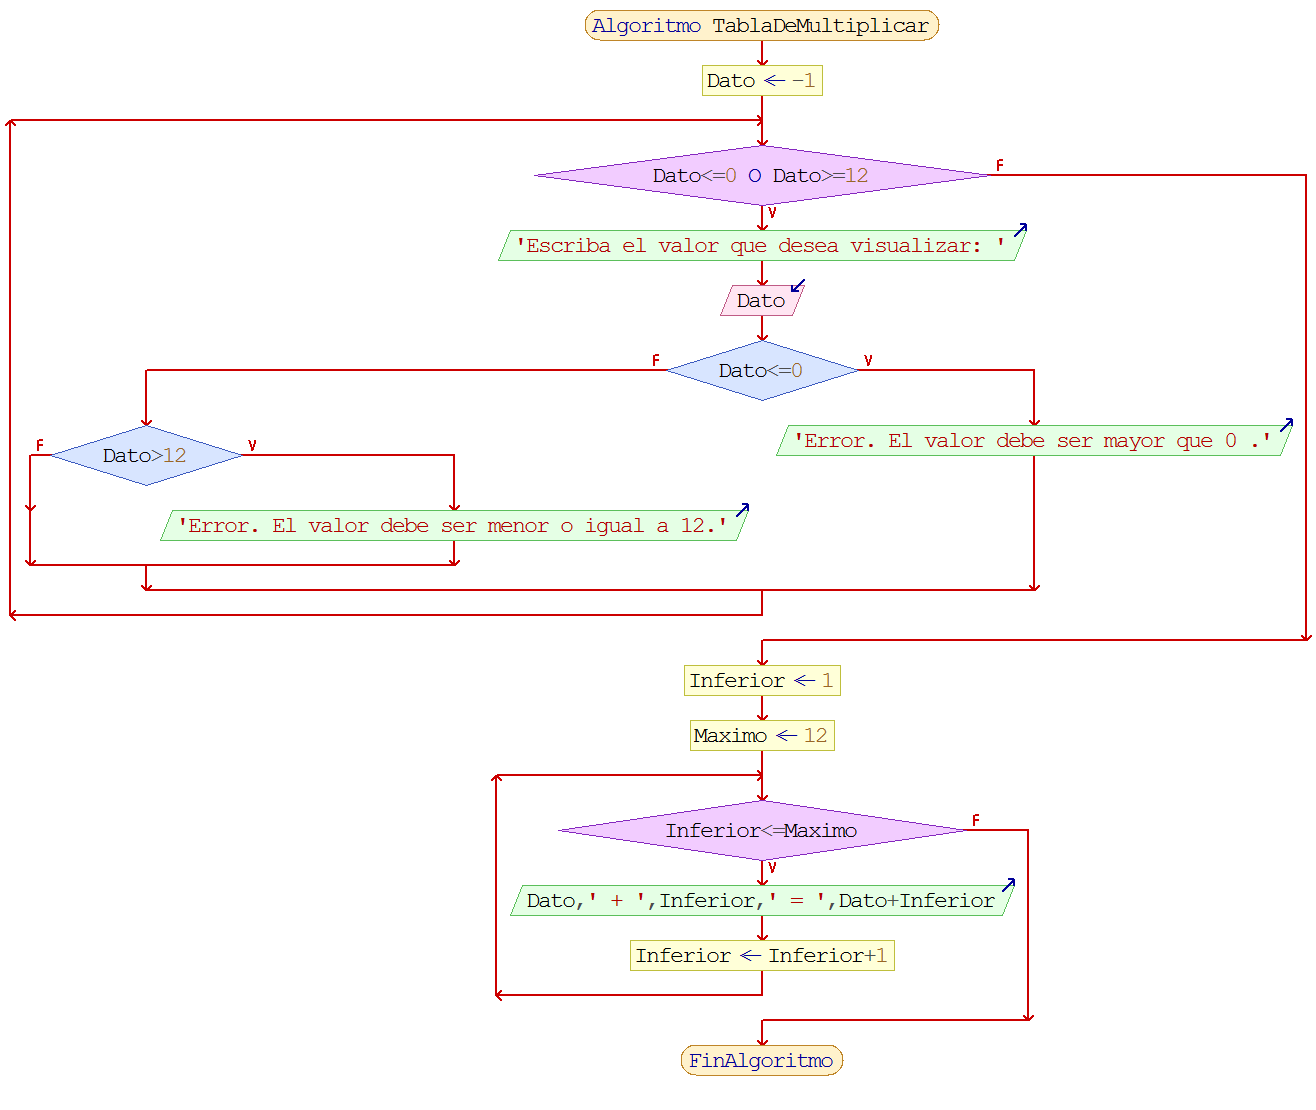 Algoritmo TablaDeMultiplicar
Dato ← -1
Dato<=0 O Dato>=12
F
V
'Escriba el valor que desea visualizar: '
Dato
Dato<=0
F
V
Dato>12
F
V
'Error. El valor debe ser mayor que 0 .'
'Error. El valor debe ser menor o igual a 12.'
Inferior ← 1
Maximo ← 12
Inferior<=Maximo
F
V
Dato,' + ',Inferior,' = ',Dato+Inferior
Inferior ← Inferior+1
FinAlgoritmo